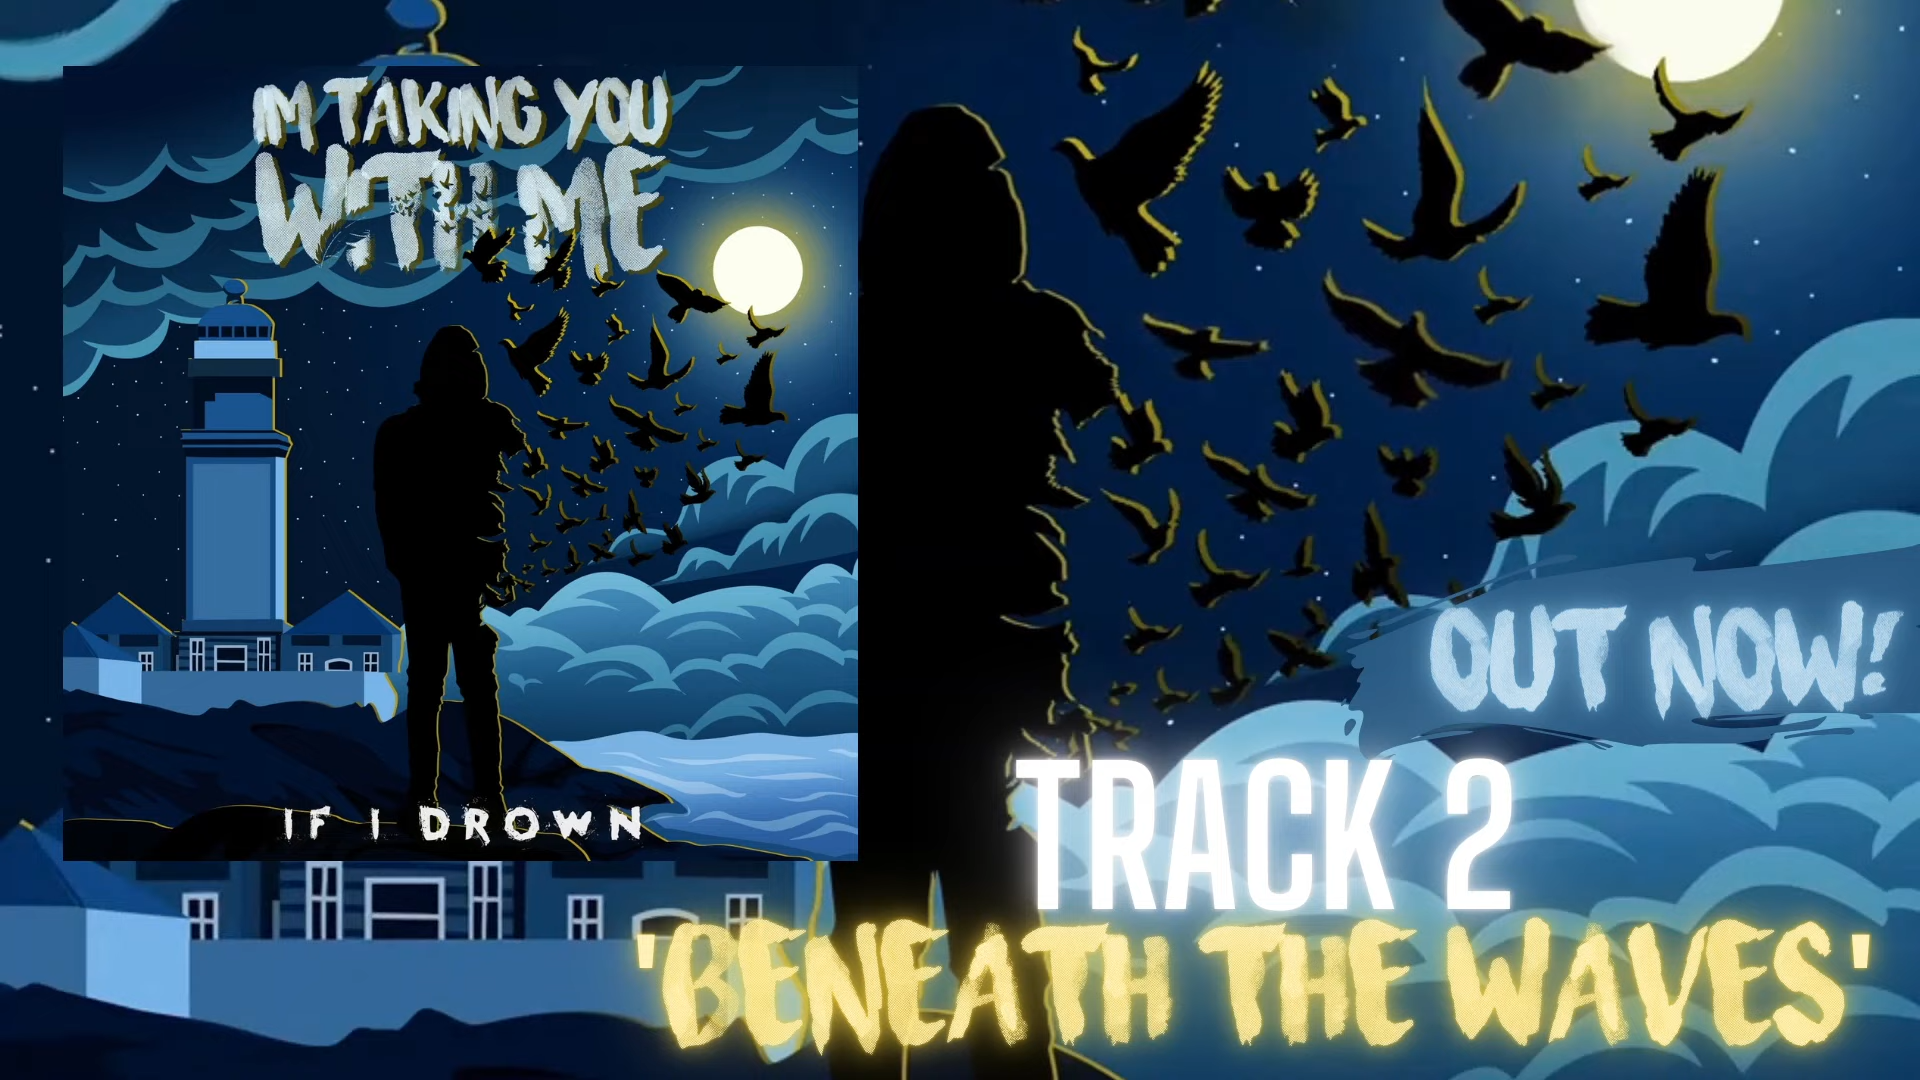 IM TAKING YOU
WITH ME
IF I DROWN
OUT NOW!
TRACK 2
'BENEATH THE WAVES'